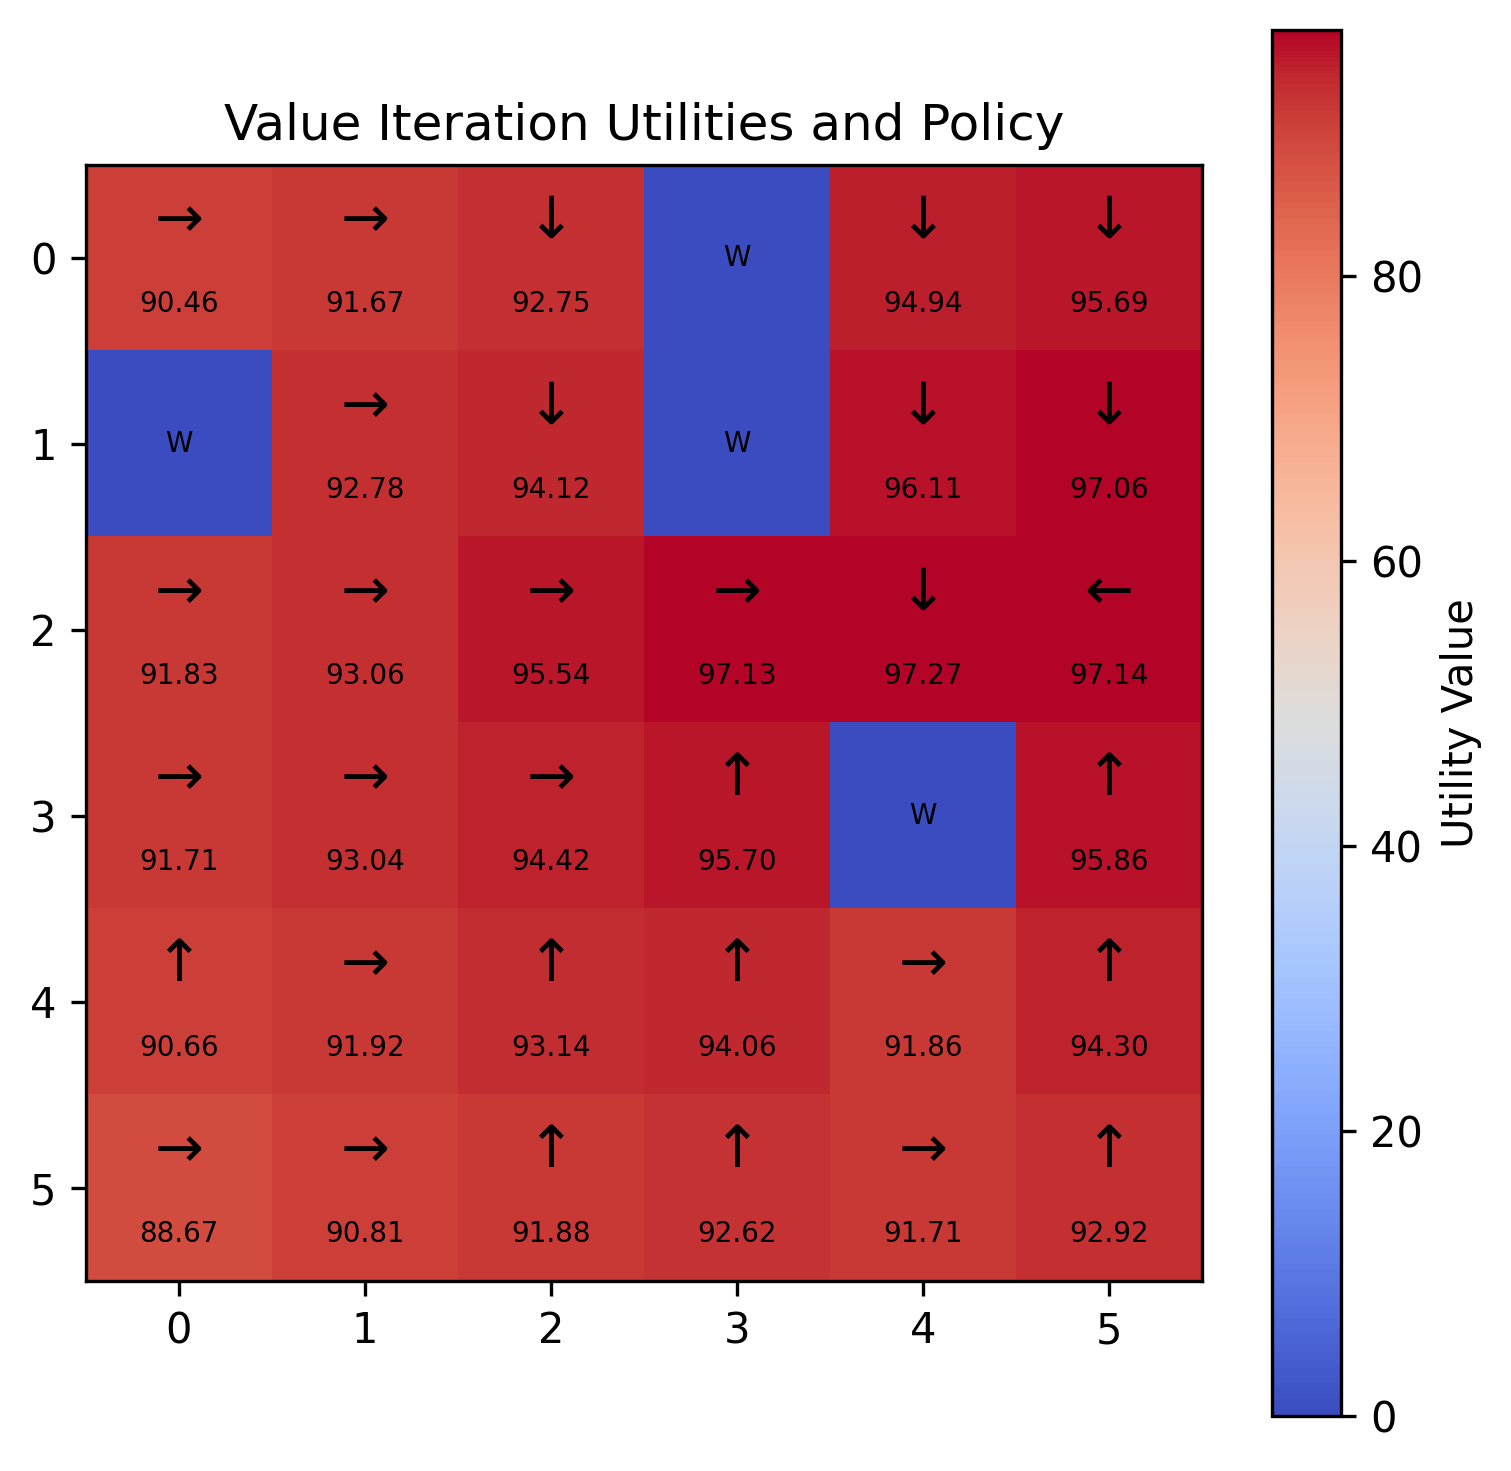 Value Iteration Utilities and Policy
→ → ↓ ↓ ↓
0 W 80
90.46 91.67 92.75 94.94 95.69
→ ↓ ↓ ↓
1 W W
92.78 94.12 96.11 97.06
60
→ → → → ↓ ←
2
91.83 93.06 95.54 97.13 97.27 97.14
Utility Value
→ → → ↑ ↑
3 W 40
91.71 93.04 94.42 95.70 95.86
↑ → ↑ ↑ → ↑
4
90.66 91.92 93.14 94.06 91.86 94.30
20
→ → ↑ ↑ → ↑
5
88.67 90.81 91.88 92.62 91.71 92.92
0 1 2 3 4 5
0